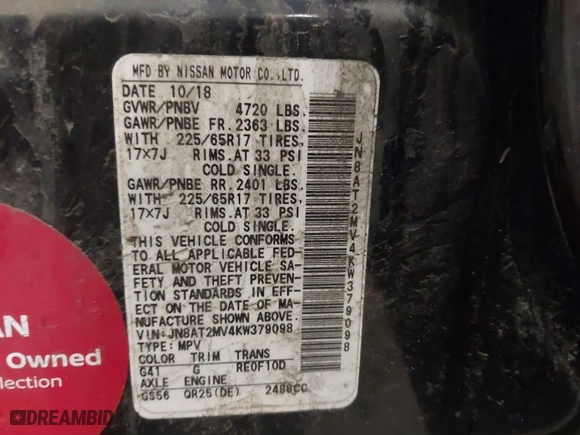 MFD BY NISSAN MOTOR CO.,LTD.
DATE 10/18
GVWR/PNBV 4720 LBS.
GAWR/PNBE FR. 2363 LBS.
WITH 225/65R17 TIRES.
17×7J RIMS.AT 33 PSI
COLD SINGLE.
GAWR/PNBE RR. 2401 LBS.
WITH 225/65R17 TIRES.
17×7J RIMS.AT 33 PSI
COLD SINGLE.
THIS VEHICLE CONFORMS
TO ALL APPLICABLE FED-
ERAL MOTOR VEHICLE SA-
FETY AND THEFT PREVEN-
TION STANDARDS IN EFF-
ECT ON THE DATE OF MA-
NUFACTURE SHOWN ABOVE
VIN:JN8AT2MV4KW379098
TYPE:MPV
COLOR TRIM TRANS
G41 G RE0F10D
AXLE ENGINE
GS56 QR25(DE) 2488CC
JN8AT2MV4KW379098
AN
Owned
lection
DREAMBID